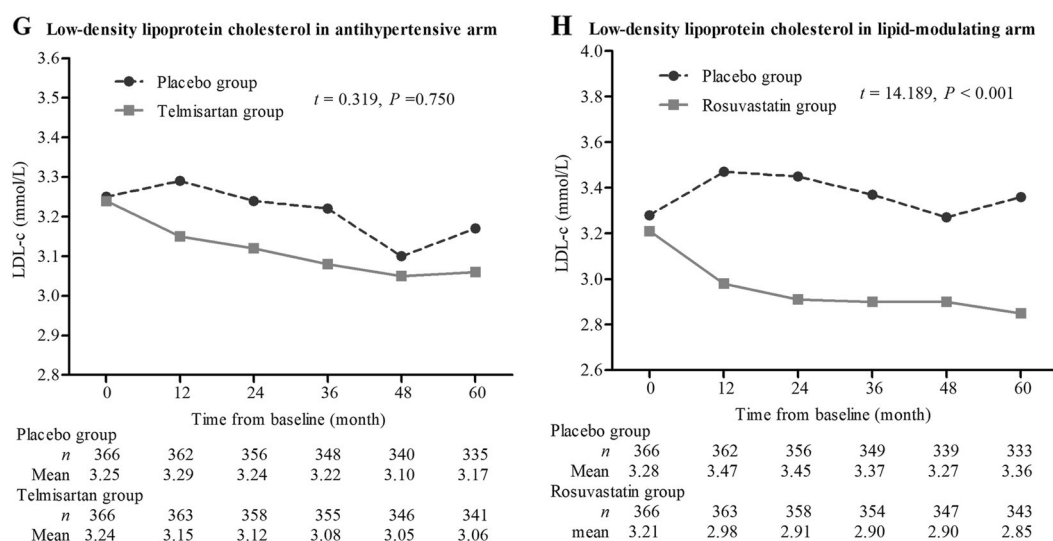 G Low-density lipoprotein cholesterol in antihypertensive arm
3.6
3.5
3.4
3.3
3.2
3.1
3.0
2.9
2.8
LDL-c (mmol/L)
Placebo group
Telmisartan group
t = 0.319, P =0.750
0 12 24 36 48 60
Time from baseline (month)
Placebo group
n 366 362 356 348 340 335
Mean 3.25 3.29 3.24 3.22 3.10 3.17
Telmisartan group
n 366 363 358 355 346 341
Mean 3.24 3.15 3.12 3.08 3.05 3.06
H Low-density lipoprotein cholesterol in lipid-modulating arm
4.0
3.8
3.6
3.4
3.2
3.0
2.8
2.6
LDL-c (mmol/L)
Placebo group
Rosuvastatin group
t = 14.189, P < 0.001
0 12 24 36 48 60
Time from baseline (month)
Placebo group
n 366 362 356 349 339 333
Mean 3.28 3.47 3.45 3.37 3.27 3.36
Rosuvastatin group
n 366 363 358 354 347 343
mean 3.21 2.98 2.91 2.90 2.90 2.85